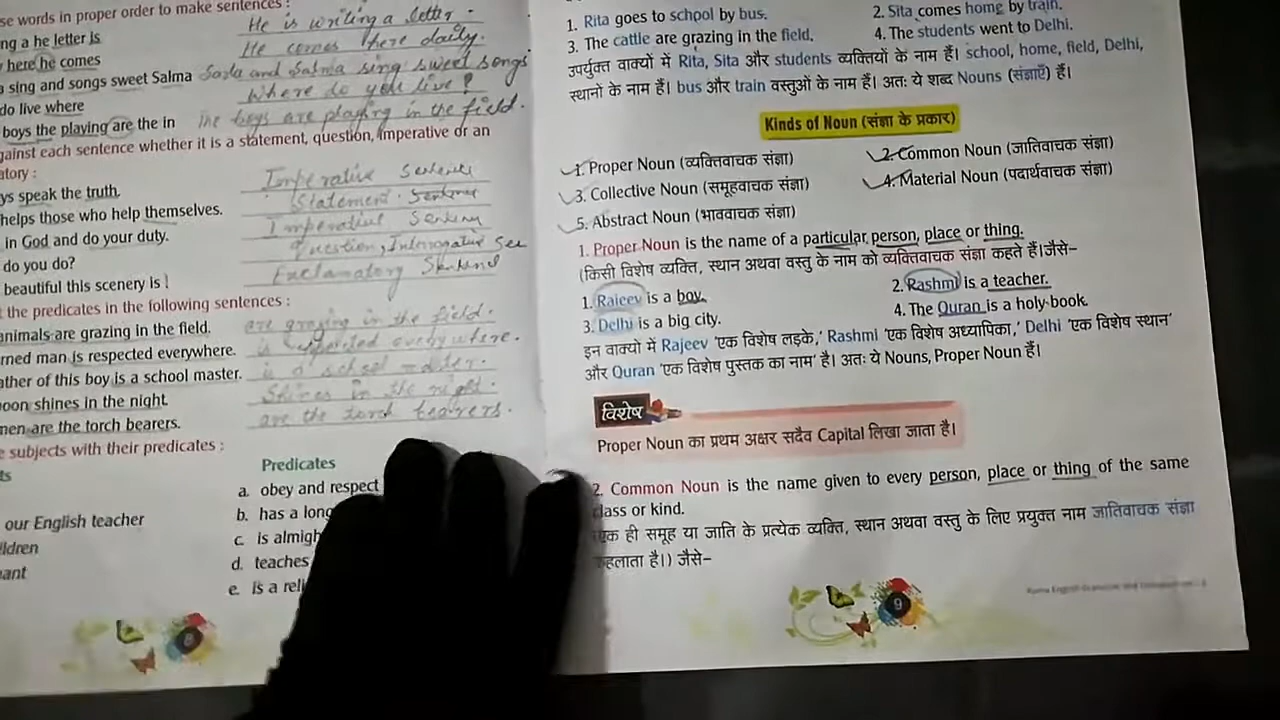 se words in proper order to make sentences :
He is writing a letter.
ng a he letter is
He comes here daily.
here he comes
Sarla and Salma sing sweet songs
a sing and songs sweet Salma
Where do you live?
do live where
The boys are playing in the field.
boys the playing are the in
gainst each sentence whether it is a statement, question, imperative or an
atory :
Imperative Sentence
ys speak the truth.
Statement Sentence
helps those who help themselves.
Imperative
in God and do your duty.
Question, Interrogative Sen
do you do?
Exclamatory
beautiful this scenery is !
t the predicates in the following sentences :
are grazing in the field.
animals are grazing in the field.
is respected everywhere.
rned man is respected everywhere.
is a school master.
ather of this boy is a school master.
Shines in the night.
oon shines in the night
are the torch bearers.
nen are the torch bearers.
e subjects with their predicates :
ts
Predicates
a. obey and respect
our English teacher
b. has a long
ildren
c. is almigh
d. teaches
nant
e. is a reli
8
1. Rita goes to school by bus.
2. Sita comes home by train.
3. The cattle are grazing in the field.
4. The students went to Delhi.
उपर्युक्त वाक्यों में Rita, Sita और students व्यक्तियों के नाम हैं। school, home, field, Delhi,
स्थानों के नाम हैं। bus और train वस्तुओं के नाम हैं। अतः ये शब्द Nouns (संज्ञाएँ) हैं।
Kinds of Noun (संज्ञा के प्रकार)
1. Proper Noun (व्यक्तिवाचक संज्ञा)
2. Common Noun (जातिवाचक संज्ञा)
3. Collective Noun (समूहवाचक संज्ञा)
4. Material Noun (पदार्थवाचक संज्ञा)
5. Abstract Noun (भाववाचक संज्ञा)
1. Proper Noun is the name of a particular person, place or thing.
(किसी विशेष व्यक्ति, स्थान अथवा वस्तु के नाम को व्यक्तिवाचक संज्ञा कहते हैं।जैसे–
1. Rajeev is a boy.
2. Rashmi is a teacher.
3. Delhi is a big city.
4. The Quran is a holy book.
इन वाक्यो में Rajeev 'एक विशेष लड़के,' Rashmi 'एक विशेष अध्यापिका,' Delhi 'एक विशेष स्थान'
और Quran 'एक विशेष पुस्तक का नाम' है। अतः ये Nouns, Proper Noun हैं।
विशेष
Proper Noun का प्रथम अक्षर सदैव Capital लिखा जाता है।
2. Common Noun is the name given to every person, place or thing of the same
class or kind.
एक ही समूह या जाति के प्रत्येक व्यक्ति, स्थान अथवा वस्तु के लिए प्रयुक्त नाम जातिवाचक संज्ञा
कहलाता है।) जैसे–
9